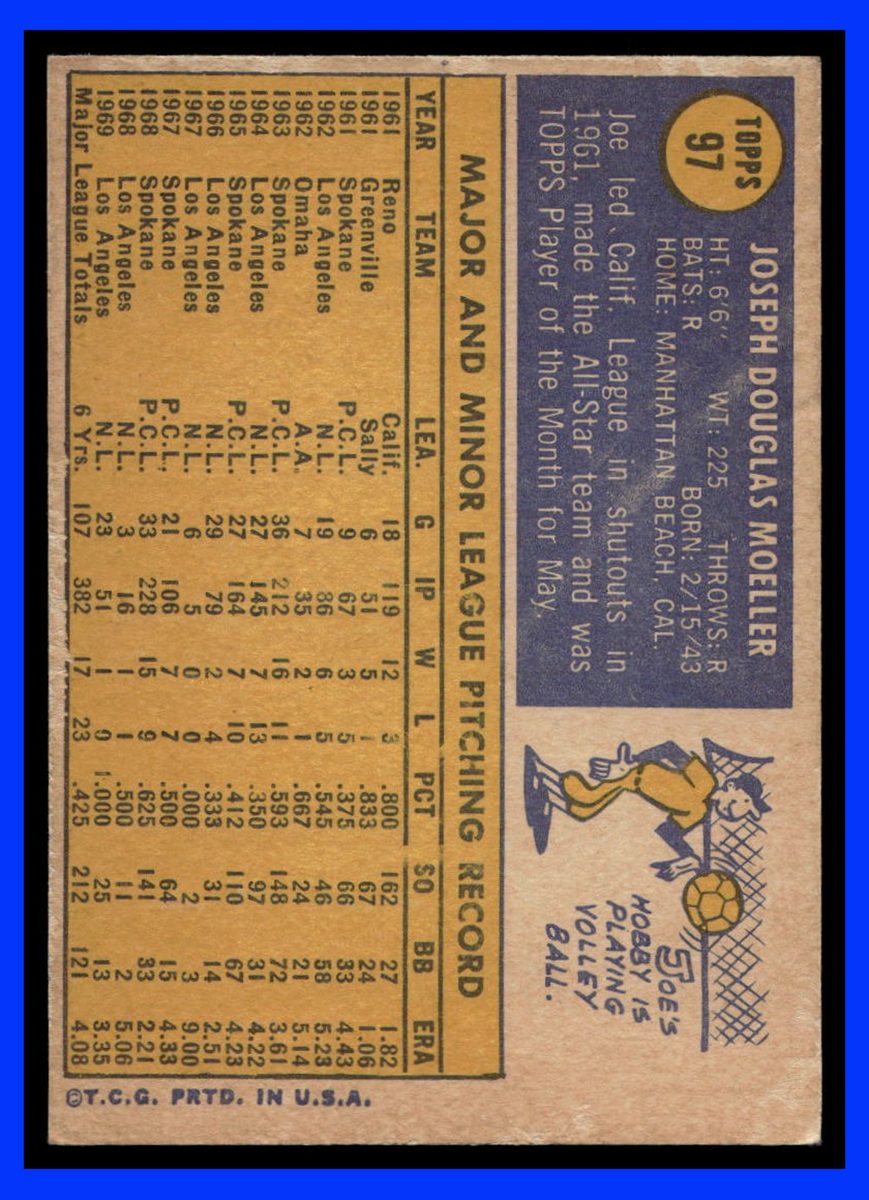 TOPPS
97
JOSEPH DOUGLAS MOELLER
HT: 6'6" WT: 225 THROWS: R
BATS: R BORN: 2/15/43
HOME: MANHATTAN BEACH, CAL.
Joe led Calif. League in shutouts in
1961, made the All-Star team and was
TOPPS Player of the Month for May.
JOE'S
HOBBY IS
PLAYING
VOLLEY
BALL.
MAJOR AND MINOR LEAGUE PITCHING RECORD
YEAR TEAM LEA. G IP W L PCT SO BB ERA
1961 Reno Calif. 18 119 12 3 .800 162 27 1.82
1961 Greenville Sally 6 51 5 1 .833 67 24 1.06
1961 Spokane P.C.L. 9 67 3 5 .375 66 33 4.43
1962 Los Angeles N.L. 19 86 6 5 .545 46 58 5.23
1962 Omaha A.A. 7 35 2 1 .667 24 21 5.14
1963 Spokane P.C.L. 36 212 16 11 .593 148 72 3.61
1964 Los Angeles N.L. 27 145 7 13 .350 97 31 4.22
1965 Spokane P.C.L. 27 164 7 10 .412 110 67 4.23
1966 Los Angeles N.L. 29 79 2 4 .333 31 14 2.51
1967 Los Angeles N.L. 6 5 0 0 .000 2 3 9.00
1967 Spokane P.C.L. 21 106 7 7 .500 64 15 4.33
1968 Spokane P.C.L. 33 228 15 9 .625 141 33 2.21
1968 Los Angeles N.L. 3 16 1 1 .500 11 2 5.06
1969 Los Angeles N.L. 23 51 1 0 1.000 25 13 3.35
Major League Totals 6 Yrs. 107 382 17 23 .425 212 121 4.08
©T.C.G. PRTD. IN U.S.A.